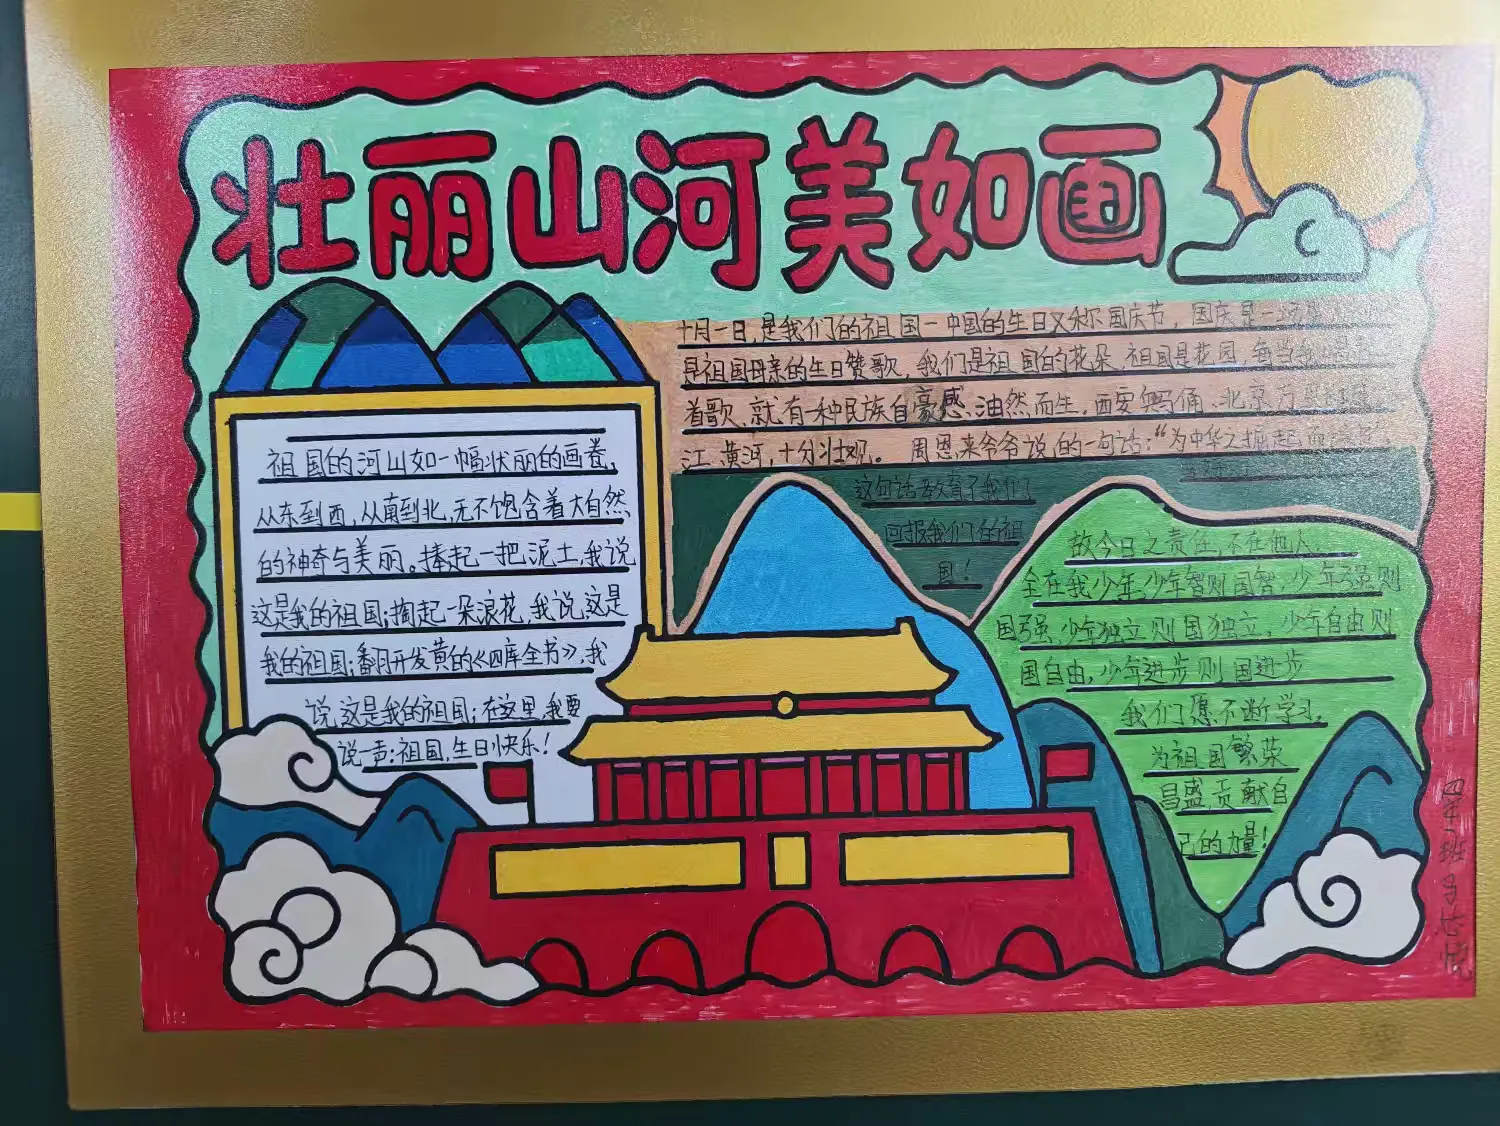 壮丽山河美如画
祖国的河山如一幅壮丽的画卷，
从东到西，从南到北，无不饱含着大自然
的神奇与美丽。捧起一把泥土，我说
这是我的祖国；掬起一朵浪花，我说，这是
我的祖国；翻开发黄的《四库全书》，我
说，这是我的祖国；在这里，我要
说一声：祖国，生日快乐！
十月一日，是我们的祖国一中国的生日又称国庆节，国庆是一
是祖国母亲的生日赞歌，我们是祖国的花朵，祖国是花园，每当
着歌，就有一种民族自豪感、油然而生，西安兵马俑、北京万里长城
江、黄河，十分壮观。 周恩来爷爷说的一句话：“为中华之掘起而
这句话教育了我们
回报我们的祖
国！
故今日之责任，不在他人，
全在我少年，少年智则国智，少年强则
国强，少年独立则国独立，少年自由则
国自由，少年进步则国进步
我们愿不断学习，
为祖国繁荣
昌盛，贡献自
己的力量！
四年一班